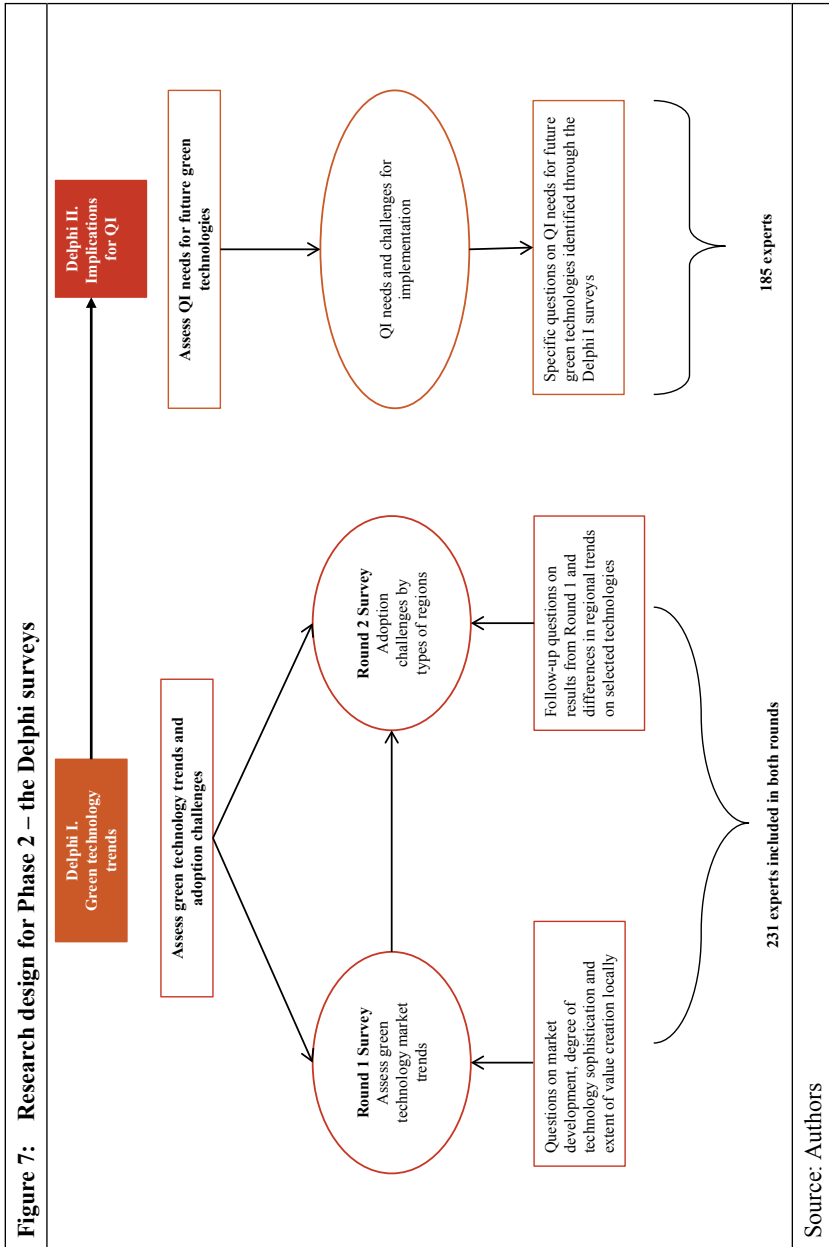 Figure 7: Research design for Phase 2 – the Delphi surveys
Delphi I.
Green technology
trends
Delphi II.
Implications
for QI
Assess green technology trends and
adoption challenges
Assess QI needs for future green
technologies
Round 1 Survey
Assess green
technology market
trends
Round 2 Survey
Adoption
challenges by
types of regions
QI needs and challenges for
implementation
Questions on market
development, degree of
technology sophistication and
extent of value creation locally
Follow-up questions on
results from Round 1 and
differences in regional trends
on selected technologies
Specific questions on QI needs for future
green technologies identified through the
Delphi I surveys
231 experts included in both rounds
185 experts
Source: Authors